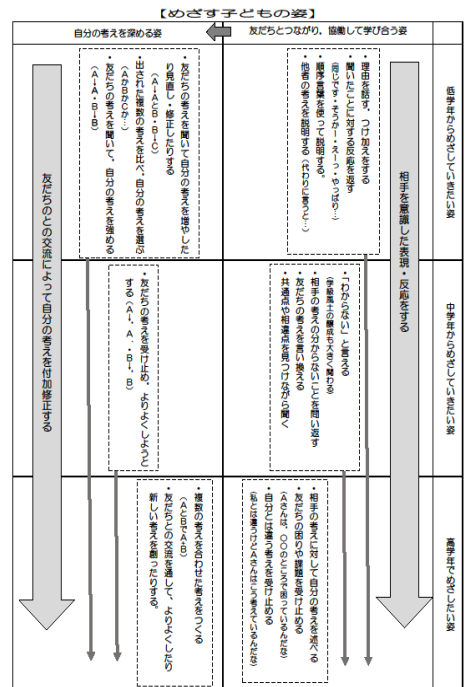 【めざす子どもの姿】
友だちとつながり、協働して学び合う姿
自分の考えを深める姿
低学年からめざしていきたい姿
相手を意識した表現・反応をする
・理由を話す。つけ加えをする
・聞いたことに対する反応を返す
(同じです・そうかー・えーっ・やっぱり…)
・順序言葉を使って説明する。
・他者の考えを説明する(代わりに言うと…)
・友だちの考えを聞いて自分の考えを増やした
り見直し・修正したりする
(A→AとB・B→C)
・出された複数の考えを比べ、自分の考えを選ぶ
(AかBかCか…)
・友だちの考えを聞いて、自分の考えを強める
(A→A・B→B)
友だちのとの交流によって自分の考えを付加修正する
中学年からめざしていきたい姿
・「わからない」と言える
(学級風土の醸成も大きく関わる)
・相手の考えの分からないことを問い返す
・友だちの考えを言い換える
・共通点や相違点を見つけながら聞く
・友だちの考えを受け止め、よりよくしようと
する
高学年でめざしたい姿
・相手の考えに対して自分の考えを述べる
・友だちの困りや課題を受け止める
(Aさんは、〇〇のところで困っているんだな)
・自分とは違う考えを受け止める
(私とは違うけどAさんはこう考えているんだな)
・複数の考えを合わせた考えをつくる
(AとBでA+B)
・友だちとの交流を通して、よりよくしたり
新しい考えを創ったりする。